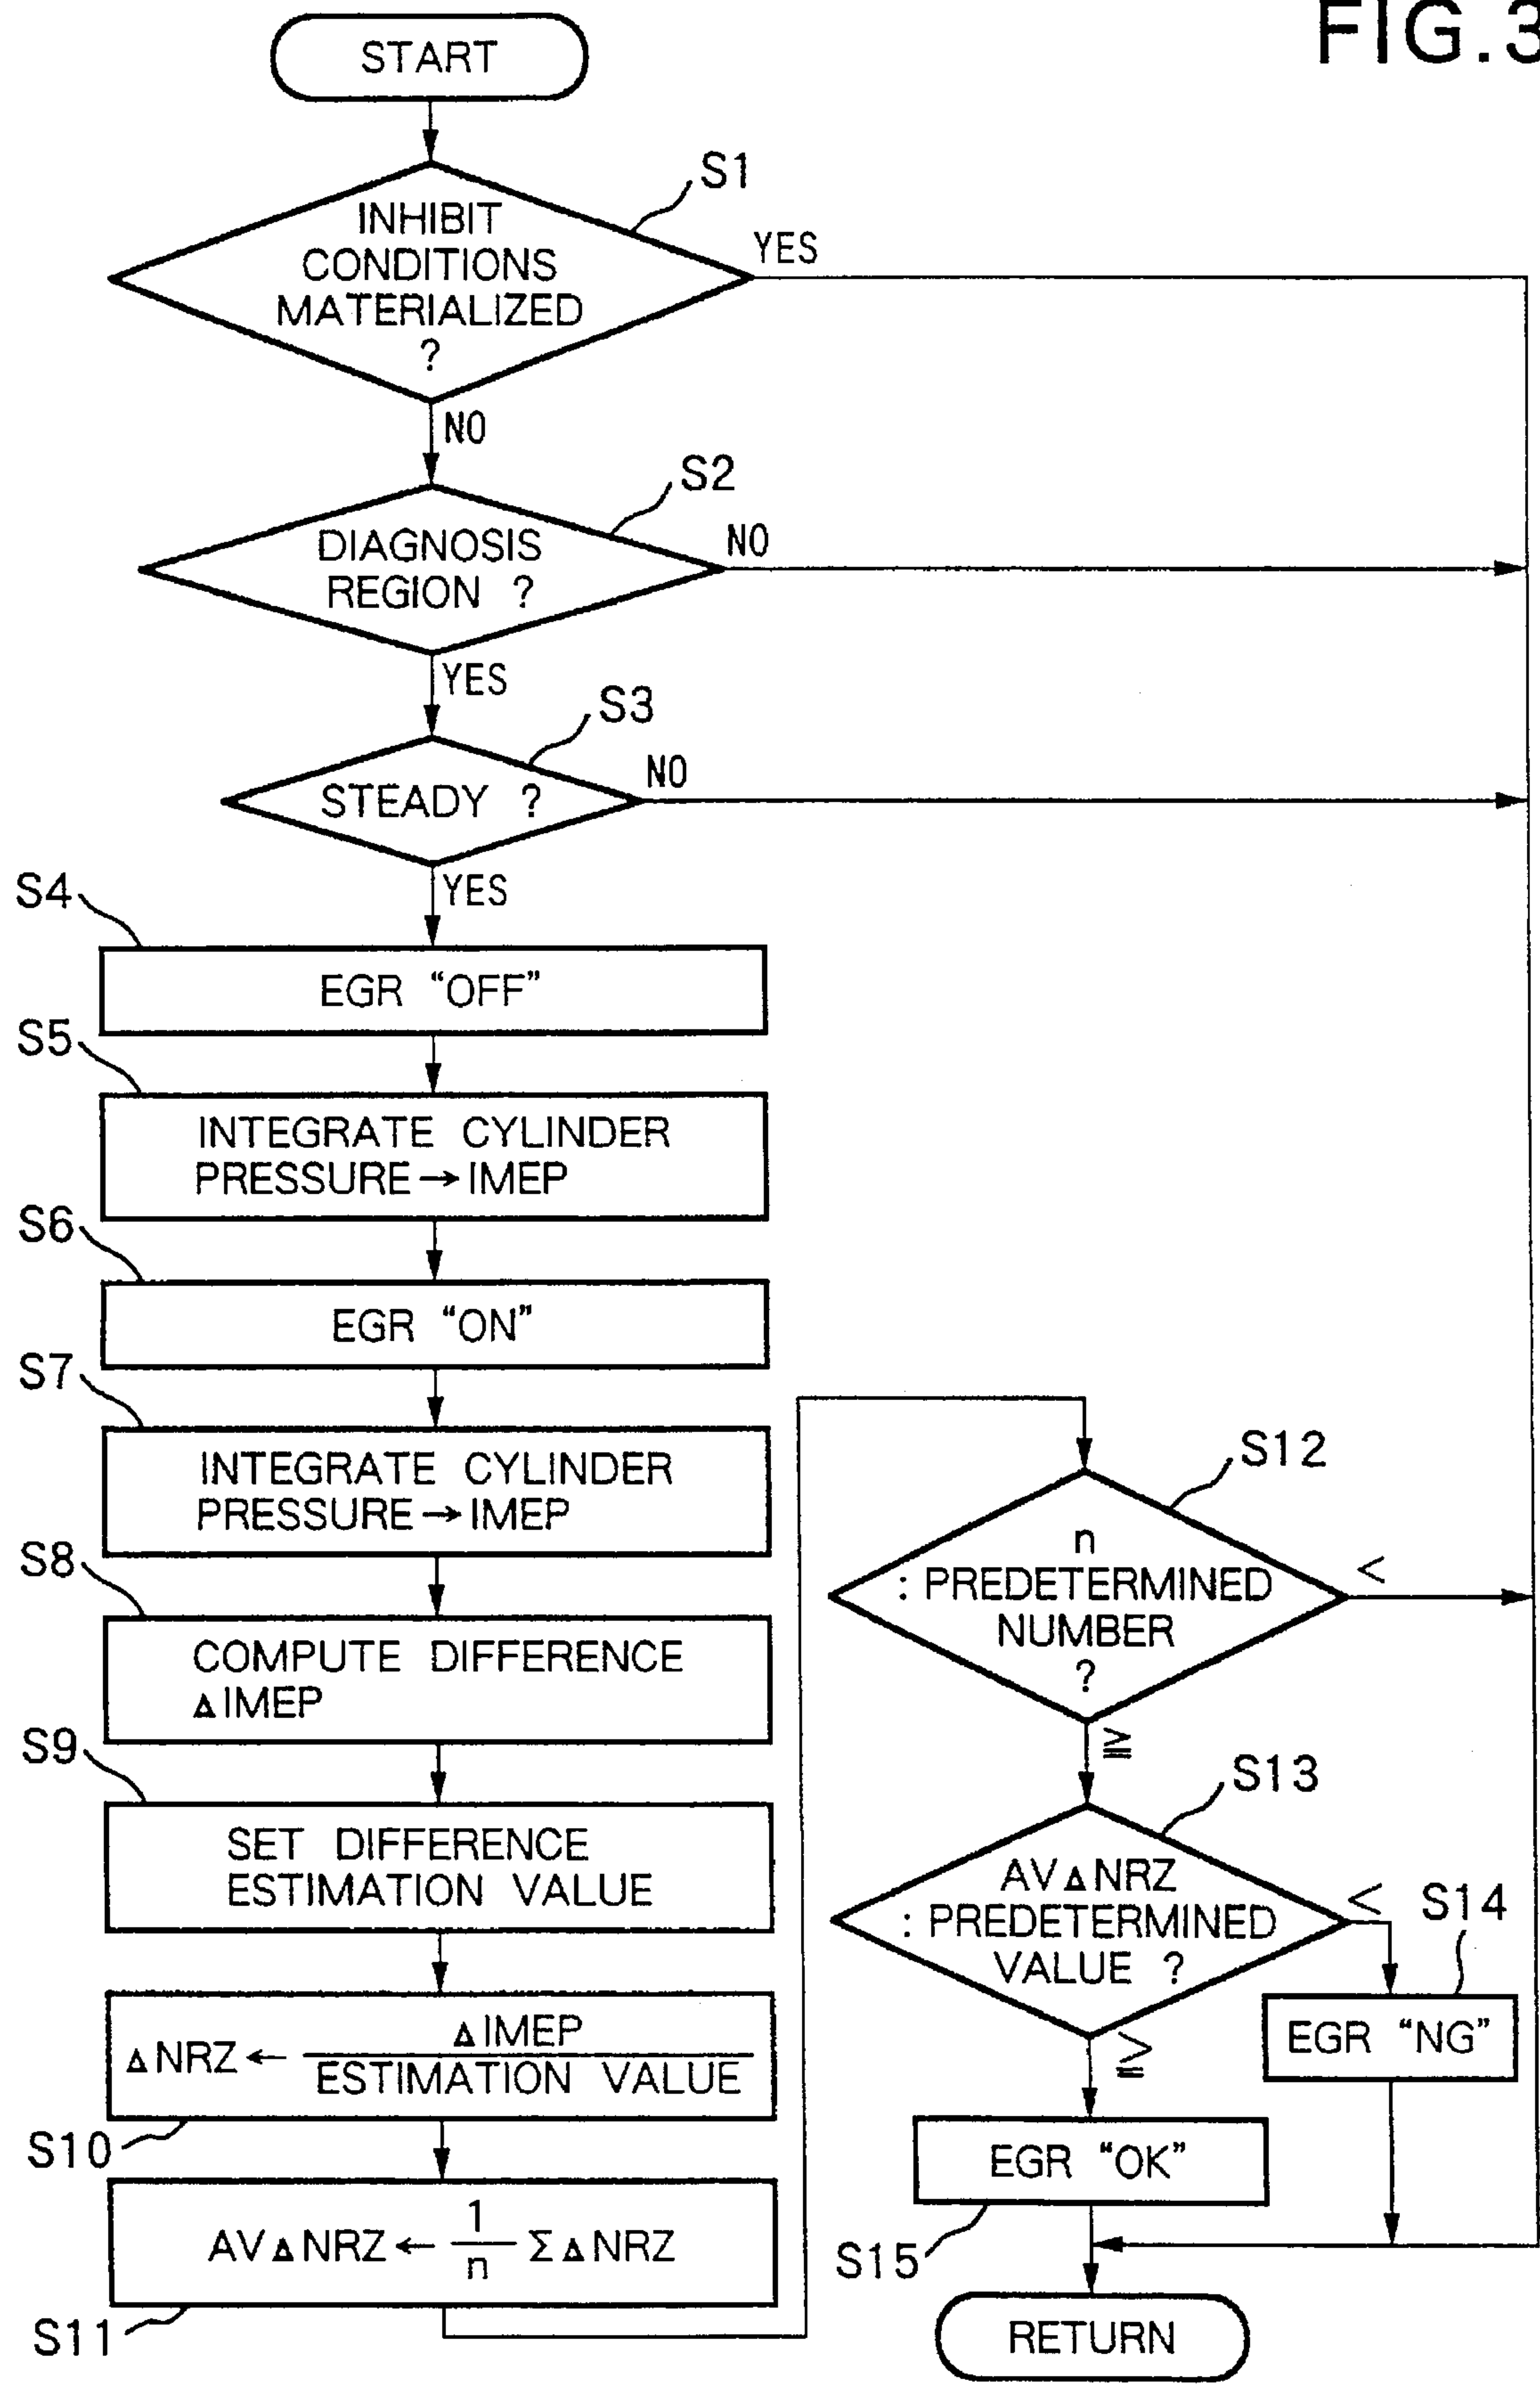 FIG.3
START
S1
INHIBIT
CONDITIONS
MATERIALIZED
?
YES
NO
S2
DIAGNOSIS
REGION ?
NO
YES
S3
STEADY ?
NO
YES
S4
EGR “OFF”
S5
INTEGRATE CYLINDER
PRESSURE→IMEP
S6
EGR “ON”
S7
INTEGRATE CYLINDER
PRESSURE→IMEP
S8
COMPUTE DIFFERENCE
ΔIMEP
S9
SET DIFFERENCE
ESTIMATION VALUE
ΔIMEP
ΔNRZ←
ESTIMATION VALUE
S10
1
AVΔNRZ← ΣΔNRZ
n
S11
S12
n
: PREDETERMINED
NUMBER
?
<
≧
S13
AVΔNRZ
: PREDETERMINED
VALUE ?
<
≧
S14
EGR “NG”
EGR “OK”
S15
RETURN